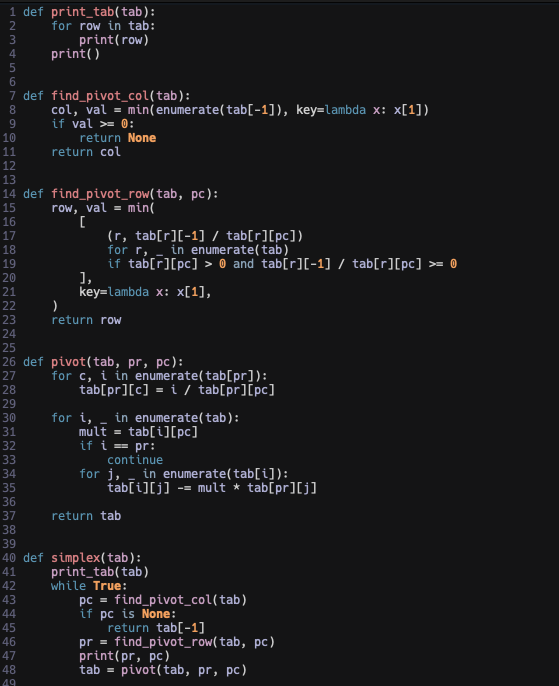 1 def print_tab(tab):
2     for row in tab:
3         print(row)
4     print()
5
6
7 def find_pivot_col(tab):
8     col, val = min(enumerate(tab[-1]), key=lambda x: x[1])
9     if val >= 0:
10         return None
11     return col
12
13
14 def find_pivot_row(tab, pc):
15     row, val = min(
16         [
17             (r, tab[r][-1] / tab[r][pc])
18             for r, _ in enumerate(tab)
19             if tab[r][pc] > 0 and tab[r][-1] / tab[r][pc] >= 0
20         ],
21         key=lambda x: x[1],
22     )
23     return row
24
25
26 def pivot(tab, pr, pc):
27     for c, i in enumerate(tab[pr]):
28         tab[pr][c] = i / tab[pr][pc]
29
30     for i, _ in enumerate(tab):
31         mult = tab[i][pc]
32         if i == pr:
33             continue
34         for j, _ in enumerate(tab[i]):
35             tab[i][j] -= mult * tab[pr][j]
36
37     return tab
38
39
40 def simplex(tab):
41     print_tab(tab)
42     while True:
43         pc = find_pivot_col(tab)
44         if pc is None:
45             return tab[-1]
46         pr = find_pivot_row(tab, pc)
47         print(pr, pc)
48         tab = pivot(tab, pr, pc)
49